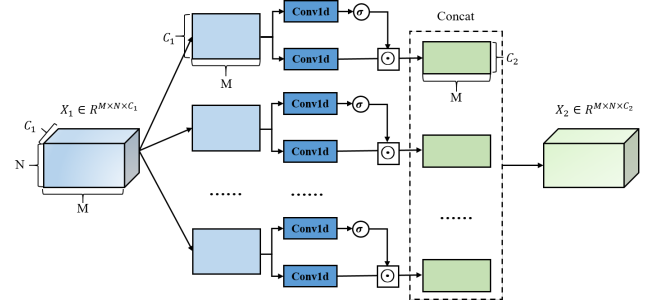 Conv1d
σ
Concat
C₁
Conv1d
⊙
C₂
M
M
X₁ ∈ R^{M×N×C₁}
X₂ ∈ R^{M×N×C₂}
C₁
Conv1d
σ
N
Conv1d
⊙
M
......
......
......
Conv1d
σ
Conv1d
⊙